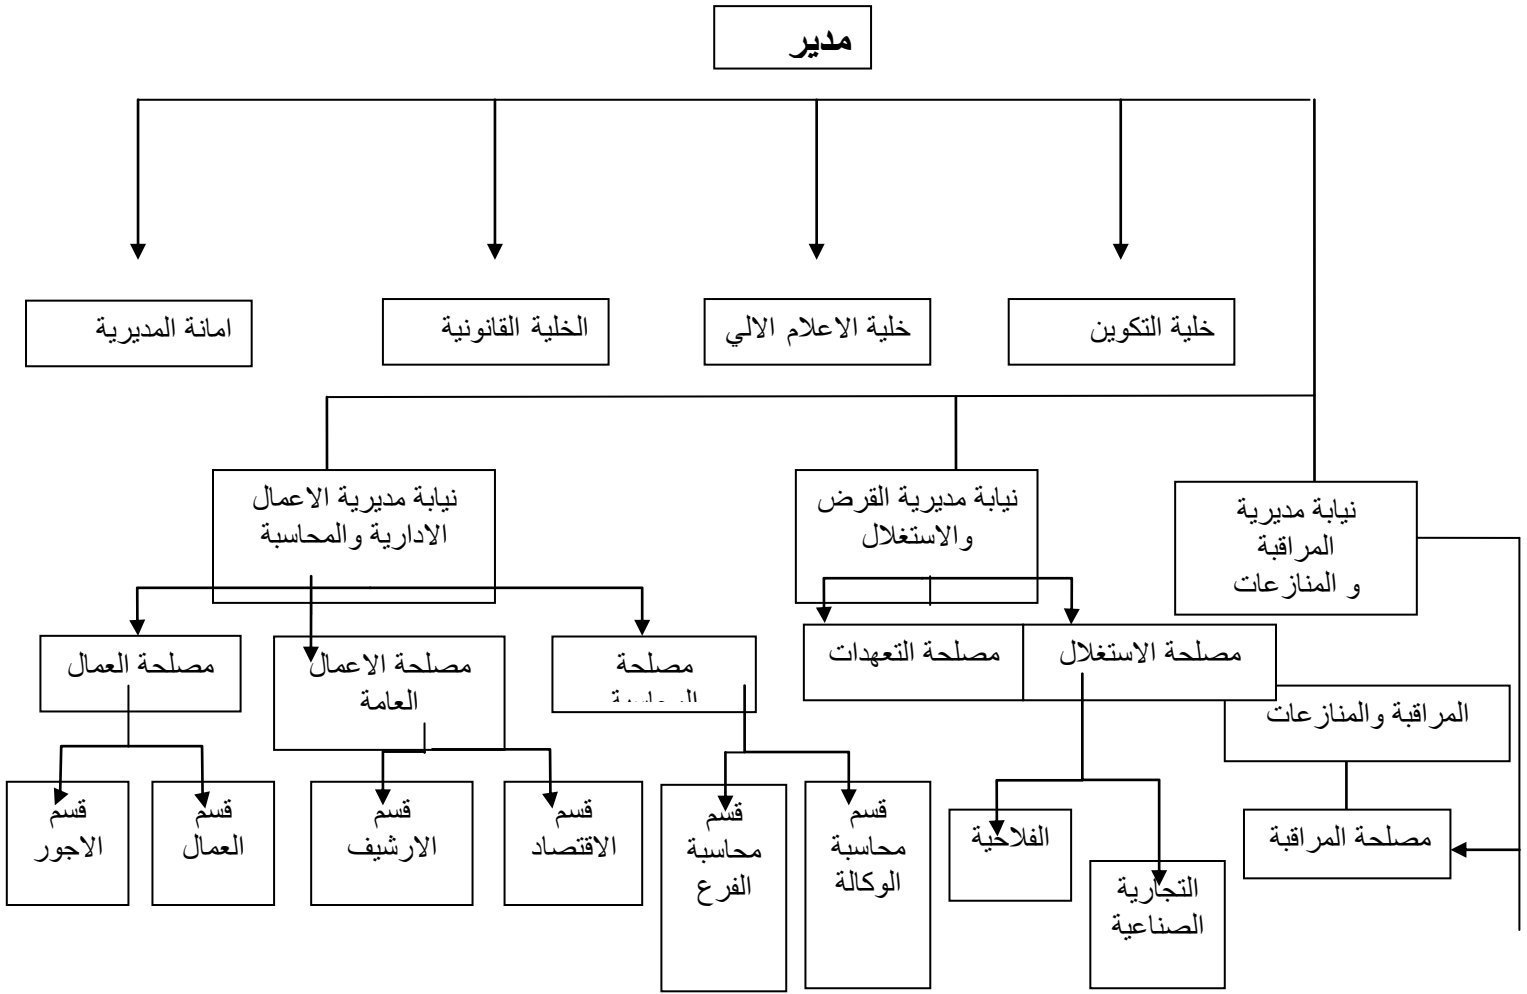 مدير
خلية التكوين
خلية الاعلام الالي
الخلية القانونية
امانة المديرية
نيابة مديرية
المراقبة
و المنازعات
نيابة مديرية القرض
والاستغلال
نيابة مديرية الاعمال
الادارية والمحاسبة
المراقبة والمنازعات
مصلحة الاستغلال
مصلحة التعهدات
مصلحة
مصلحة الاعمال
العامة
مصلحة العمال
مصلحة المراقبة
التجارية
الصناعية
الفلاحية
قسم
محاسبة
الوكالة
قسم
محاسبة
الفرع
قسم
الاقتصاد
قسم
الارشيف
قسم
العمال
قسم
الاجور